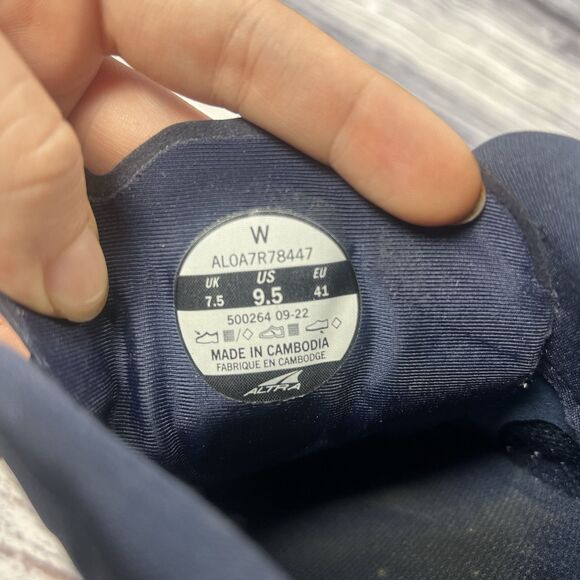 W
AL0A7R78447
UK US EU
7.5 9.5 41
500264 09-22
MADE IN CAMBODIA
FABRIQUE EN CAMBODGE
ALTRA